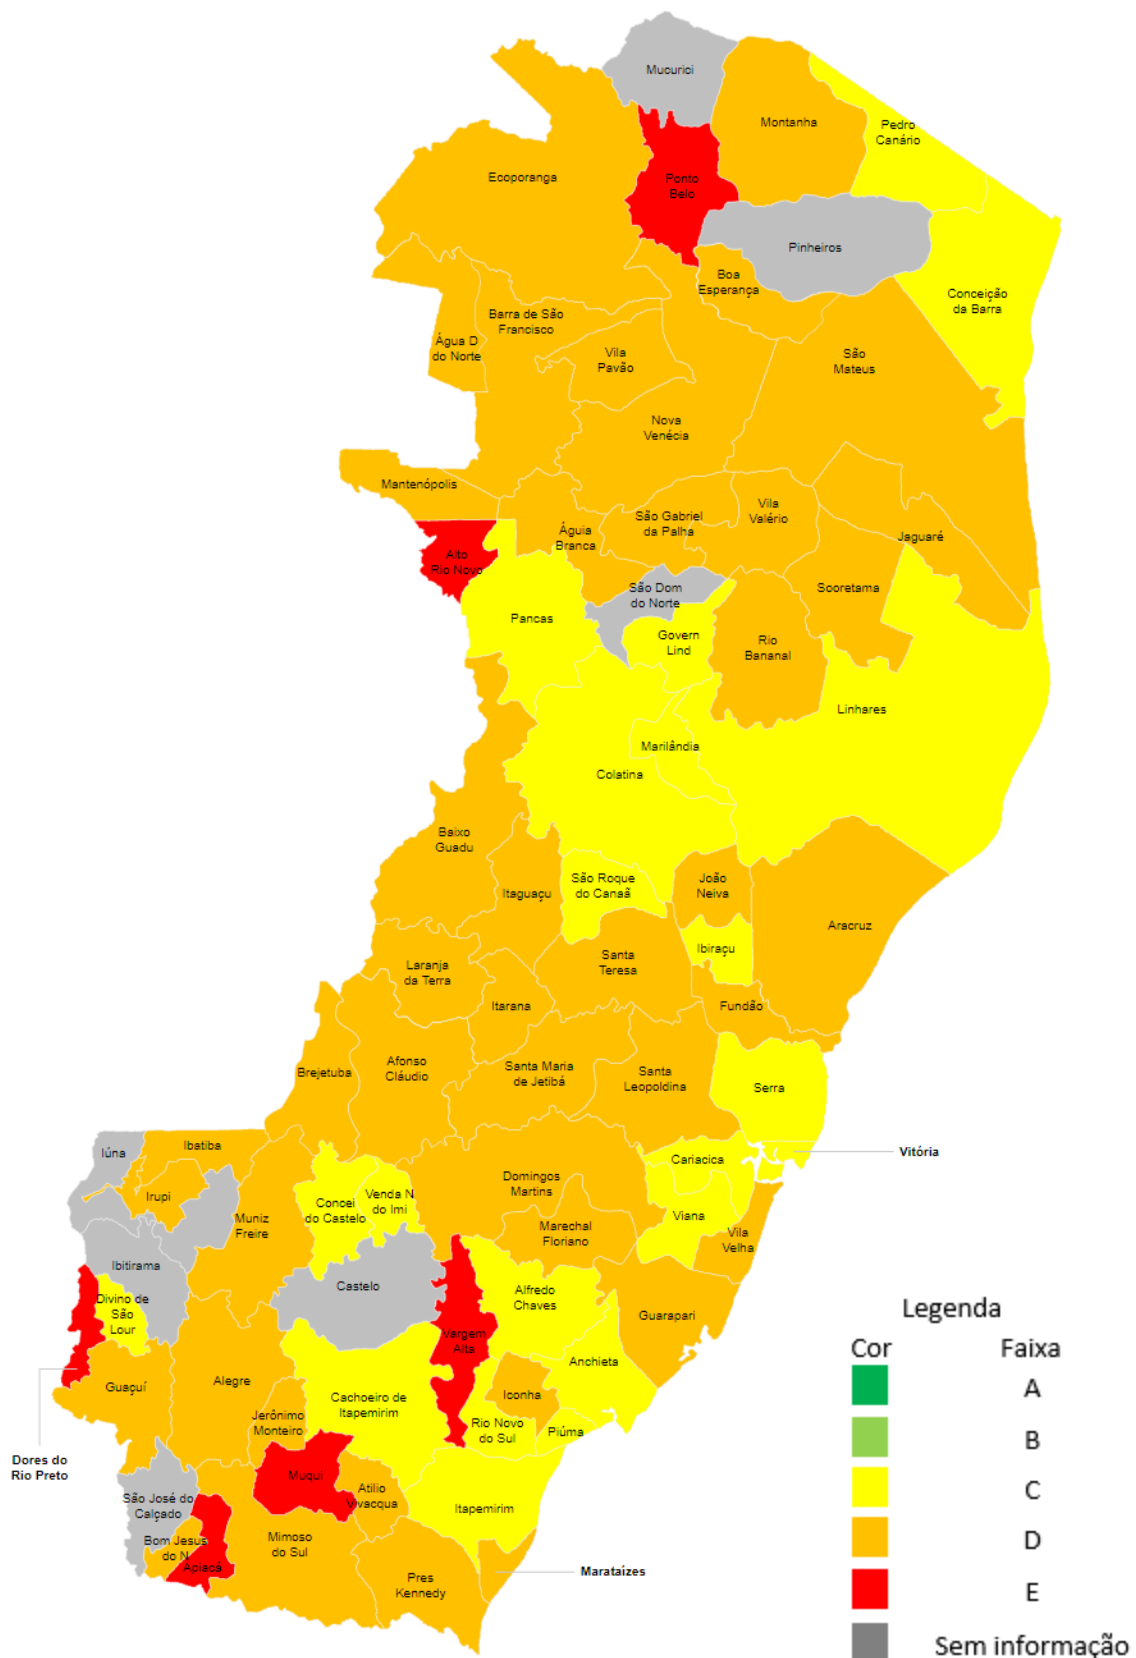 Mucurici
Montanha
Pedro
Canário
Ecoporanga
Ponto
Belo
Pinheiros
Boa
Esperança
Conceição
da Barra
Barra de São
Francisco
Água D
do Norte
Vila
Pavão
São
Mateus
Nova
Venécia
Mantenópolis
Águia
Branca
São Gabriel
da Palha
Vila
Valério
Jaguaré
Alto
Rio Novo
São Dom
do Norte
Sooretama
Pancas
Govern
Lind
Rio
Bananal
Linhares
Marilândia
Colatina
Baixo
Guadu
Itaguaçu
São Roque
do Canaã
João
Neiva
Aracruz
Ibiraçu
Santa
Teresa
Laranja
da Terra
Itarana
Fundão
Brejetuba
Afonso
Cláudio
Santa Maria
de Jetibá
Santa
Leopoldina
Serra
Iúna
Ibatiba
Vitória
Cariacica
Irupi
Domingos
Martins
Venda N
do Imi
Concei
do Castelo
Viana
Muniz
Freire
Marechal
Floriano
Vila
Velha
Ibitirama
Castelo
Alfredo
Chaves
Divino de
São
Lour
Guarapari
Vargem
Alta
Anchieta
Guaçuí
Alegre
Cachoeiro de
Itapemirim
Iconha
Jerônimo
Monteiro
Rio Novo
do Sul
Piúma
Dores do
Rio Preto
Muqui
Atilio
Vivacqua
São José do
Calçado
Itapemirim
Bom Jesus
do N
Apiacá
Mimoso
do Sul
Pres
Kennedy
Marataízes
Legenda
Cor Faixa
A
B
C
D
E
Sem informação